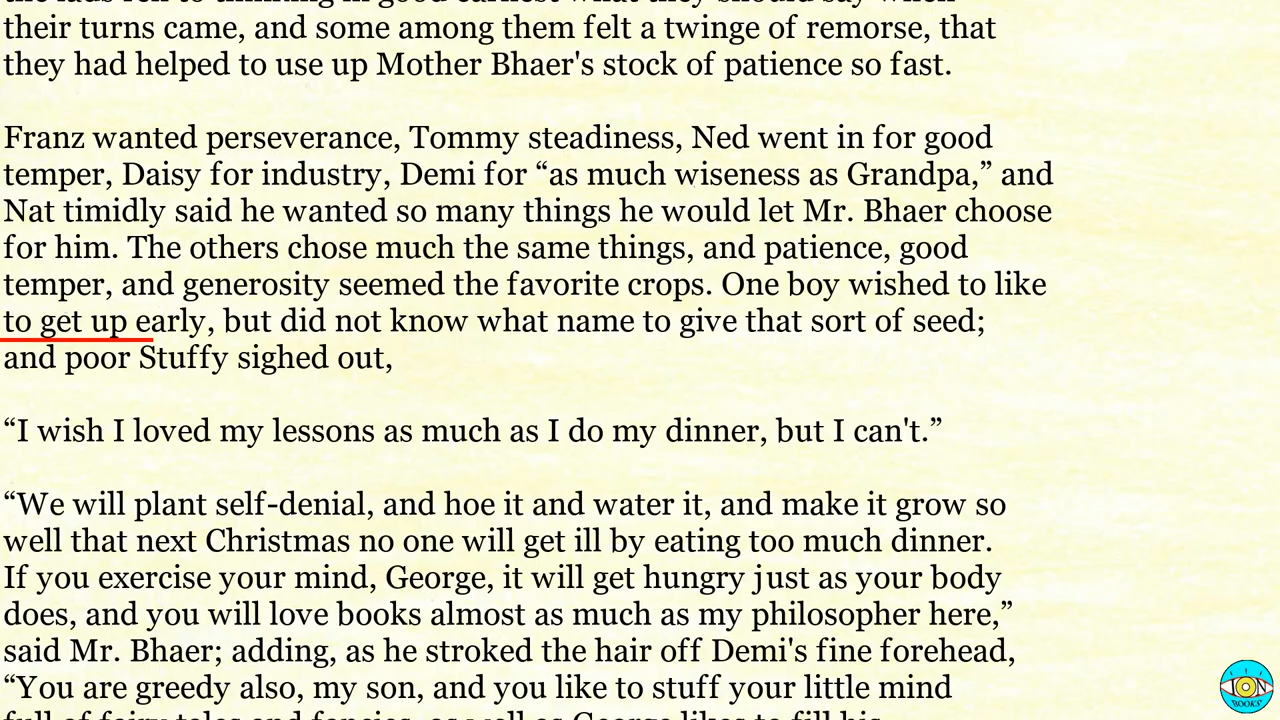 their turns came, and some among them felt a twinge of remorse, that
they had helped to use up Mother Bhaer's stock of patience so fast.
Franz wanted perseverance, Tommy steadiness, Ned went in for good
temper, Daisy for industry, Demi for “as much wiseness as Grandpa,” and
Nat timidly said he wanted so many things he would let Mr. Bhaer choose
for him. The others chose much the same things, and patience, good
temper, and generosity seemed the favorite crops. One boy wished to like
to get up early, but did not know what name to give that sort of seed;
and poor Stuffy sighed out,
“I wish I loved my lessons as much as I do my dinner, but I can't.”
“We will plant self-denial, and hoe it and water it, and make it grow so
well that next Christmas no one will get ill by eating too much dinner.
If you exercise your mind, George, it will get hungry just as your body
does, and you will love books almost as much as my philosopher here,”
said Mr. Bhaer; adding, as he stroked the hair off Demi's fine forehead,
“You are greedy also, my son, and you like to stuff your little mind
ION
BOOKS